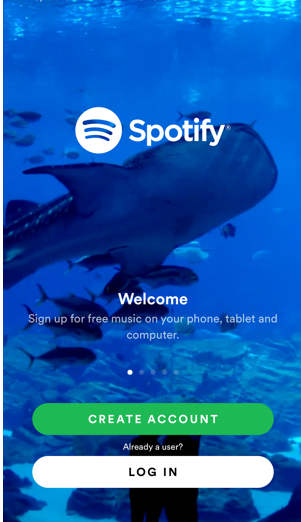 Spotify®
Welcome
Sign up for free music on your phone, tablet and
computer.
CREATE ACCOUNT
Already a user?
LOG IN